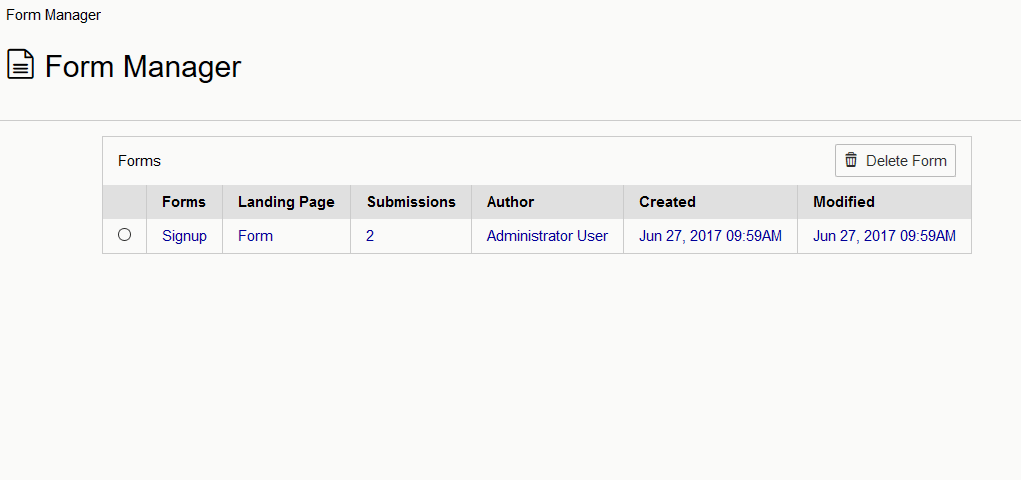 Form Manager
Form Manager
Forms Delete Form
Forms Landing Page Submissions Author Created Modified
Signup Form 2 Administrator User Jun 27, 2017 09:59AM Jun 27, 2017 09:59AM